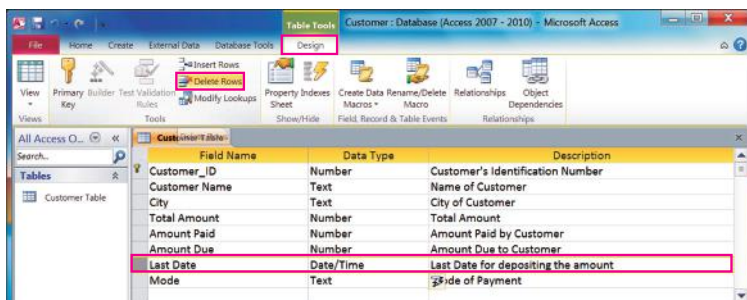 Table Tools Customer : Database (Access 2007 - 2010) - Microsoft Access
File Home Create External Data Database Tools Design
View Primary Key Builder Test Validation Rules Insert Rows Delete Rows Modify Lookups Property Sheet Indexes Create Data Macros Rename/Delete Macro Relationships Object Dependencies
Views Tools Show/Hide Field, Record & Table Events Relationships
All Access O... « Customer Table
Search..
Tables
Customer Table
Field Name Data Type Description
Customer_ID Number Customer's Identification Number
Customer Name Text Name of Customer
City Text City of Customer
Total Amount Number Total Amount
Amount Paid Number Amount Paid by Customer
Amount Due Number Amount Due to Customer
Last Date Date/Time Last Date for depositing the amount
Mode Text de of Payment